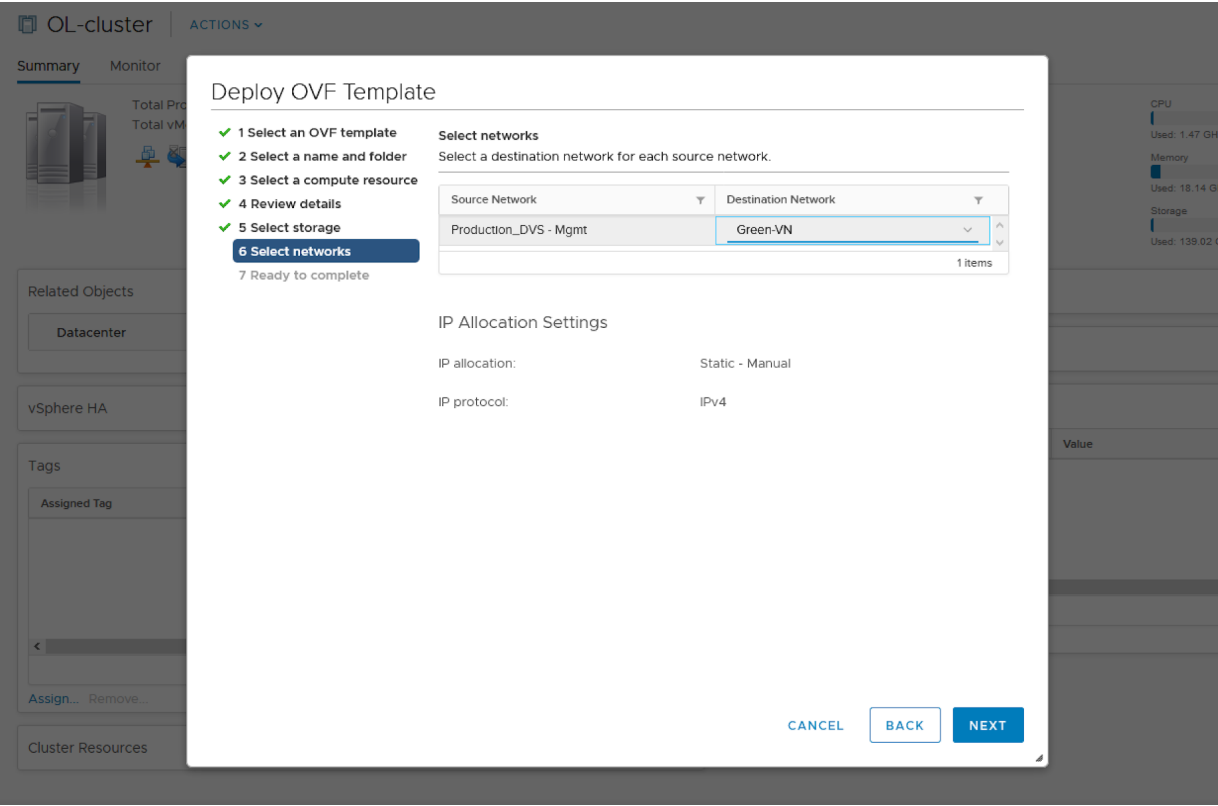 OL-cluster ACTIONS
Summary Monitor
Deploy OVF Template
Total Pro
Total vM
CPU
Used: 1.47 GH
Memory
Used: 18.14 G
Storage
Used: 139.02
1 Select an OVF template
2 Select a name and folder
3 Select a compute resource
4 Review details
5 Select storage
6 Select networks
7 Ready to complete
Select networks
Select a destination network for each source network.
Source Network Destination Network
Production_DVS - Mgmt Green-VN
1 items
IP Allocation Settings
IP allocation: Static - Manual
IP protocol: IPv4
Related Objects
Datacenter
vSphere HA
Tags
Assigned Tag
Value
Assign... Remove...
Cluster Resources
CANCEL BACK NEXT